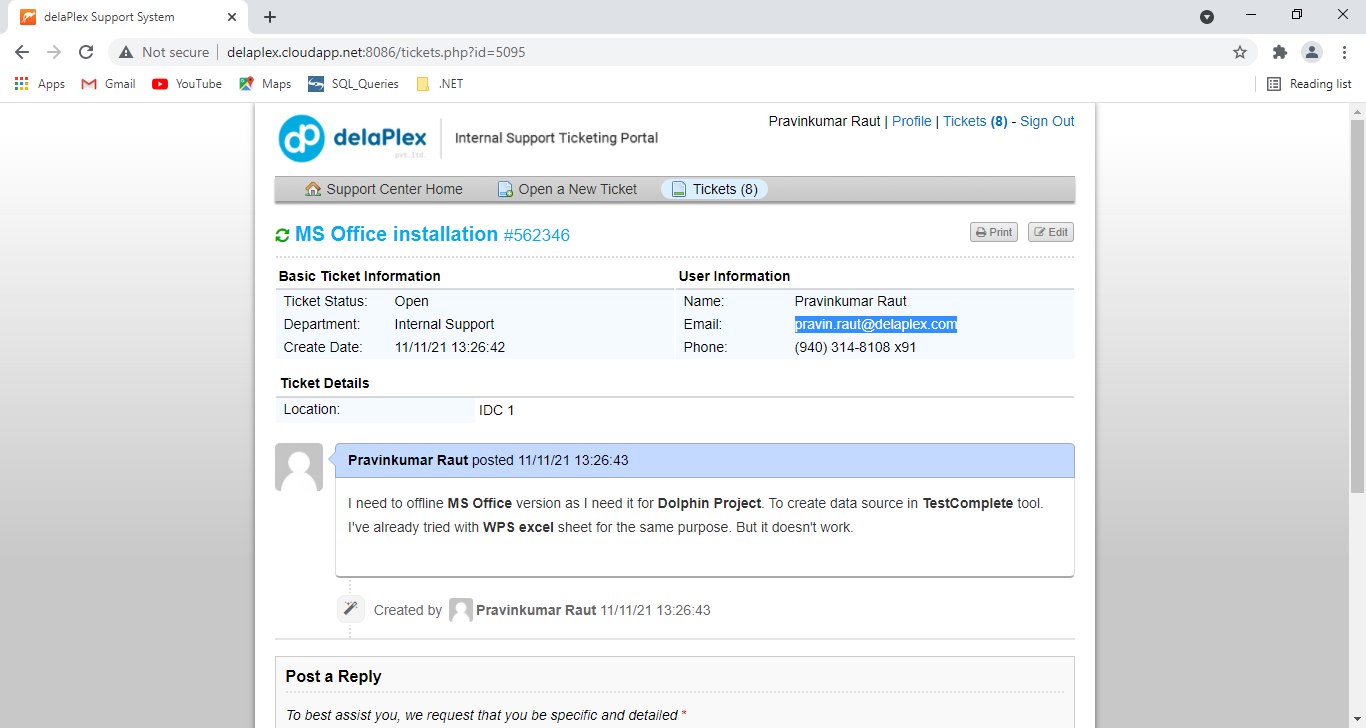 delaPlex Support System
Not secure
delaplex.cloudapp.net:8086/tickets.php?id=5095
Apps
Gmail
YouTube
Maps
SQL_Queries
.NET
Reading list
dp delaPlex
pvt. ltd.
Internal Support Ticketing Portal
Pravinkumar Raut | Profile | Tickets (8) - Sign Out
Support Center Home
Open a New Ticket
Tickets (8)
MS Office installation #562346
Print
Edit
Basic Ticket Information
Ticket Status: Open
Department: Internal Support
Create Date: 11/11/21 13:26:42
User Information
Name: Pravinkumar Raut
Email: pravin.raut@delaplex.com
Phone: (940) 314-8108 x91
Ticket Details
Location: IDC 1
Pravinkumar Raut posted 11/11/21 13:26:43
I need to offline MS Office version as I need it for Dolphin Project. To create data source in TestComplete tool.
I've already tried with WPS excel sheet for the same purpose. But it doesn't work.
Created by Pravinkumar Raut 11/11/21 13:26:43
Post a Reply
To best assist you, we request that you be specific and detailed *